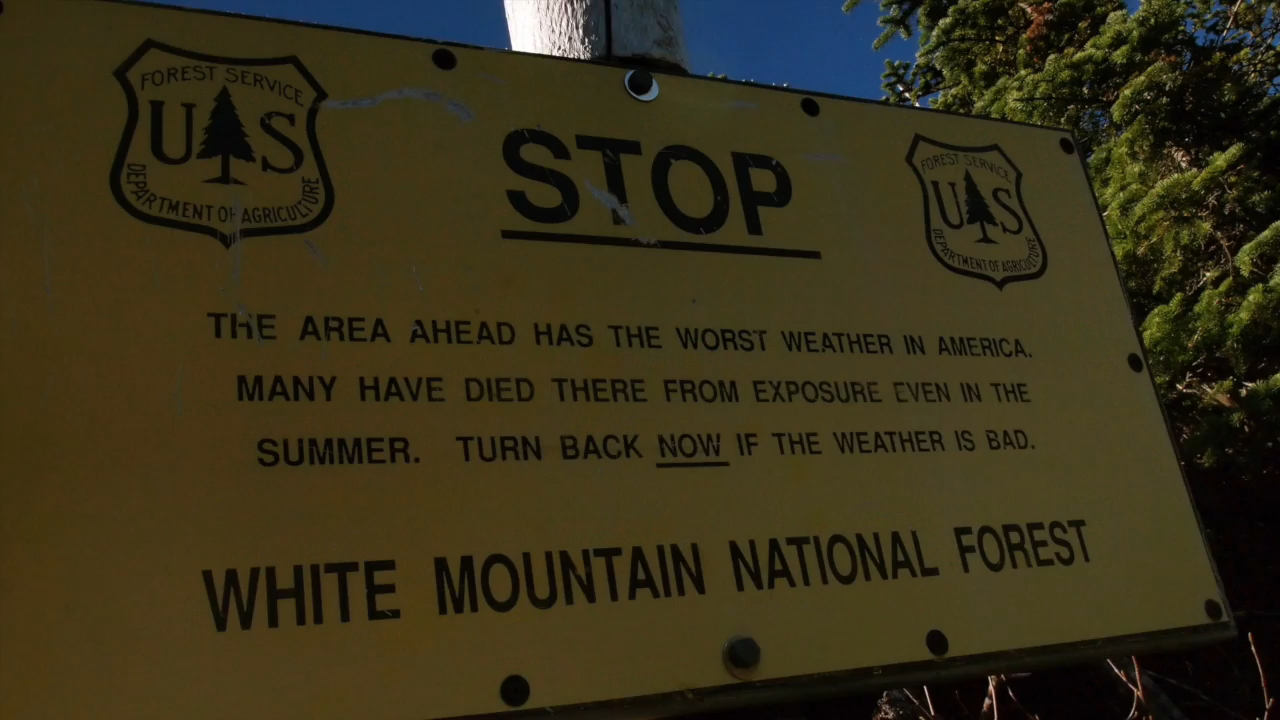 FOREST SERVICE
U S
DEPARTMENT OF AGRICULTURE
STOP
FOREST SERVICE
U S
DEPARTMENT OF AGRICULTURE
THE AREA AHEAD HAS THE WORST WEATHER IN AMERICA.
MANY HAVE DIED THERE FROM EXPOSURE EVEN IN THE
SUMMER. TURN BACK NOW IF THE WEATHER IS BAD.
WHITE MOUNTAIN NATIONAL FOREST